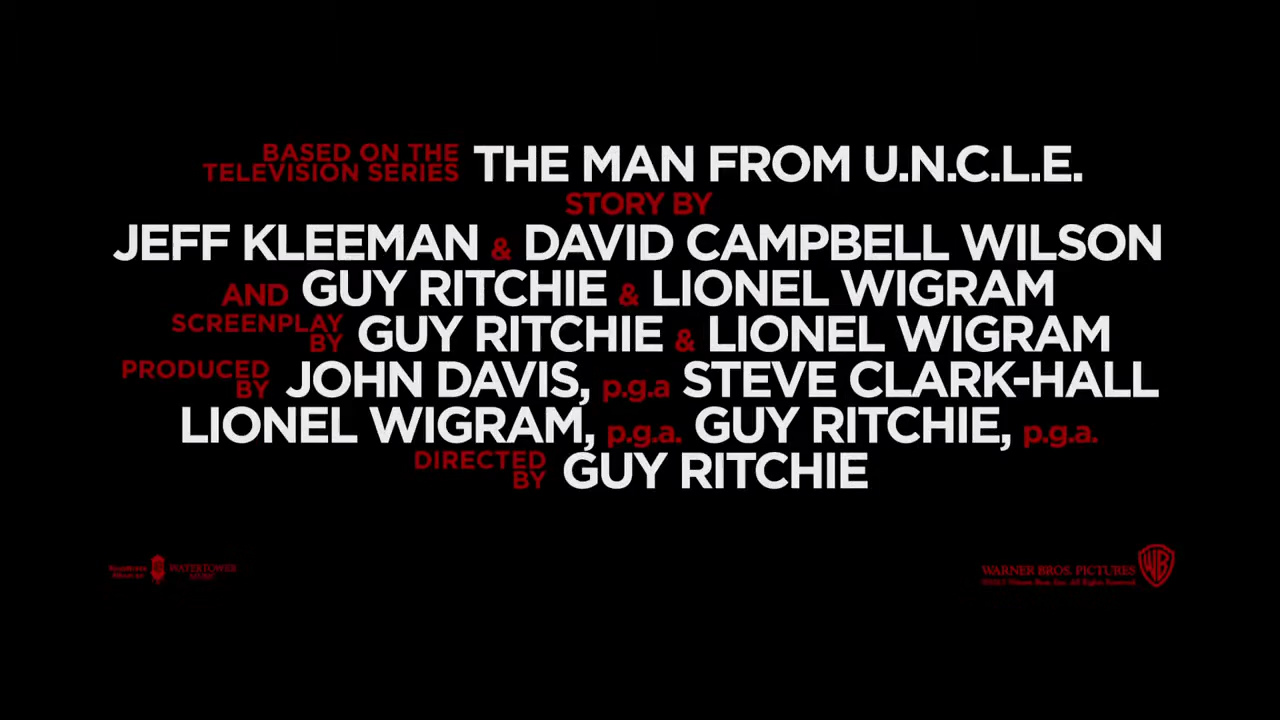 BASED ON THE
TELEVISION SERIES THE MAN FROM U.N.C.L.E.
STORY BY
JEFF KLEEMAN & DAVID CAMPBELL WILSON
AND GUY RITCHIE & LIONEL WIGRAM
SCREENPLAY
BY GUY RITCHIE & LIONEL WIGRAM
PRODUCED
BY JOHN DAVIS, p.g.a STEVE CLARK-HALL
LIONEL WIGRAM, p.g.a. GUY RITCHIE, p.g.a.
DIRECTED
BY GUY RITCHIE
WATERTOWER
MUSIC
WARNER BROS. PICTURES
WB